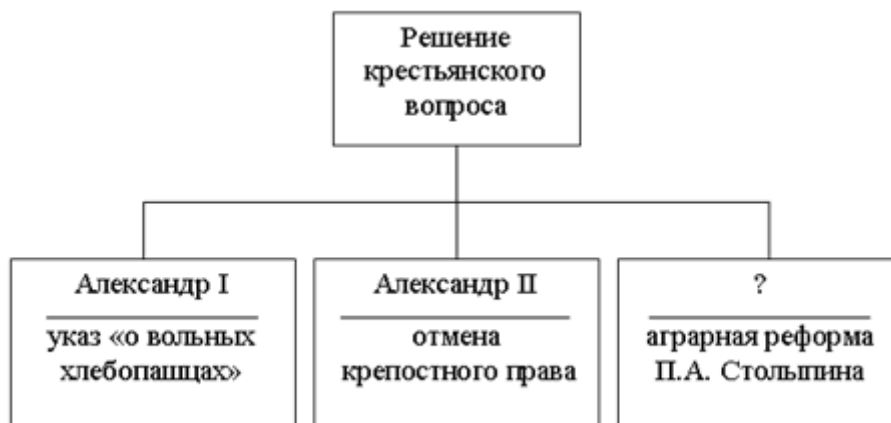 Решение
крестьянского
вопроса
Александр I
указ «о вольных
хлебопашцах»
Александр II
отмена
крепостного права
?
аграрная реформа
П.А. Столыпина